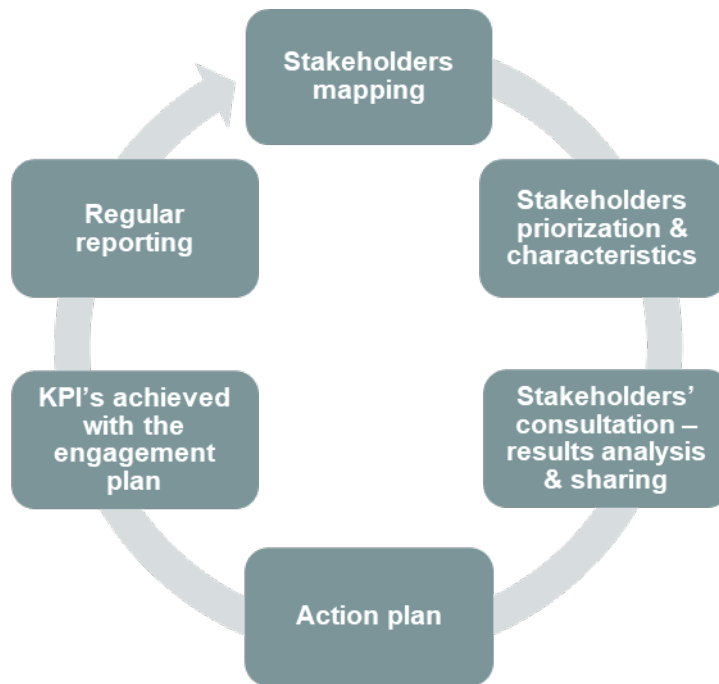 Stakeholders
mapping
Stakeholders
priorization &
characteristics
Stakeholders’
consultation –
results analysis
& sharing
Action plan
KPI’s achieved
with the
engagement
plan
Regular
reporting